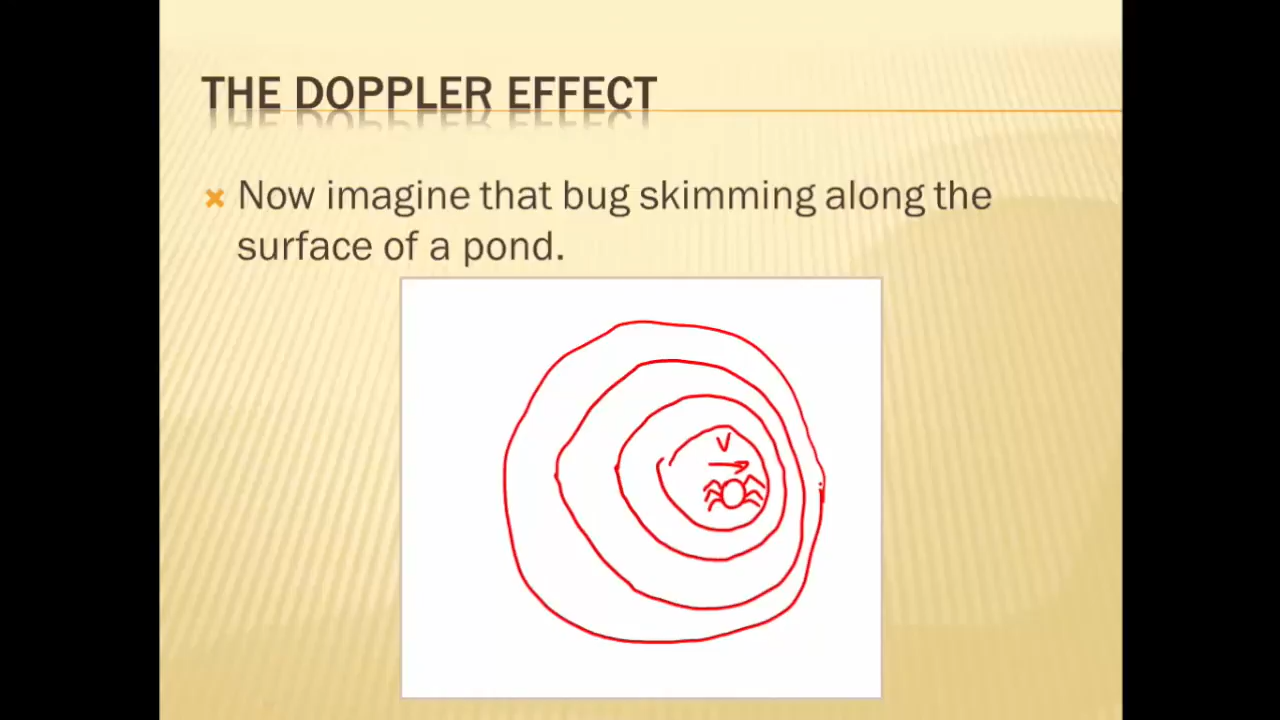 THE DOPPLER EFFECT
Now imagine that bug skimming along the
surface of a pond.
V